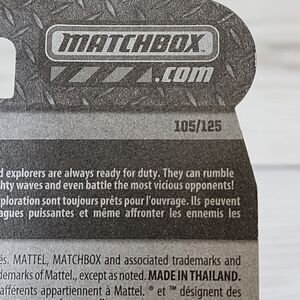 MATCHBOX
.com
105/125
d explorers are always ready for duty. They can rumble
ghty waves and even battle the most vicious opponents!
ploration sont toujours prêts pour l'ouvrage. Ils peuvent
agues puissantes et même affronter les ennemis les
és. MATTEL, MATCHBOX and associated trademarks and
demarks of Mattel., except as noted. MADE IN THAILAND.
afférents appartiennent à Mattel. ® et ™ désignent des